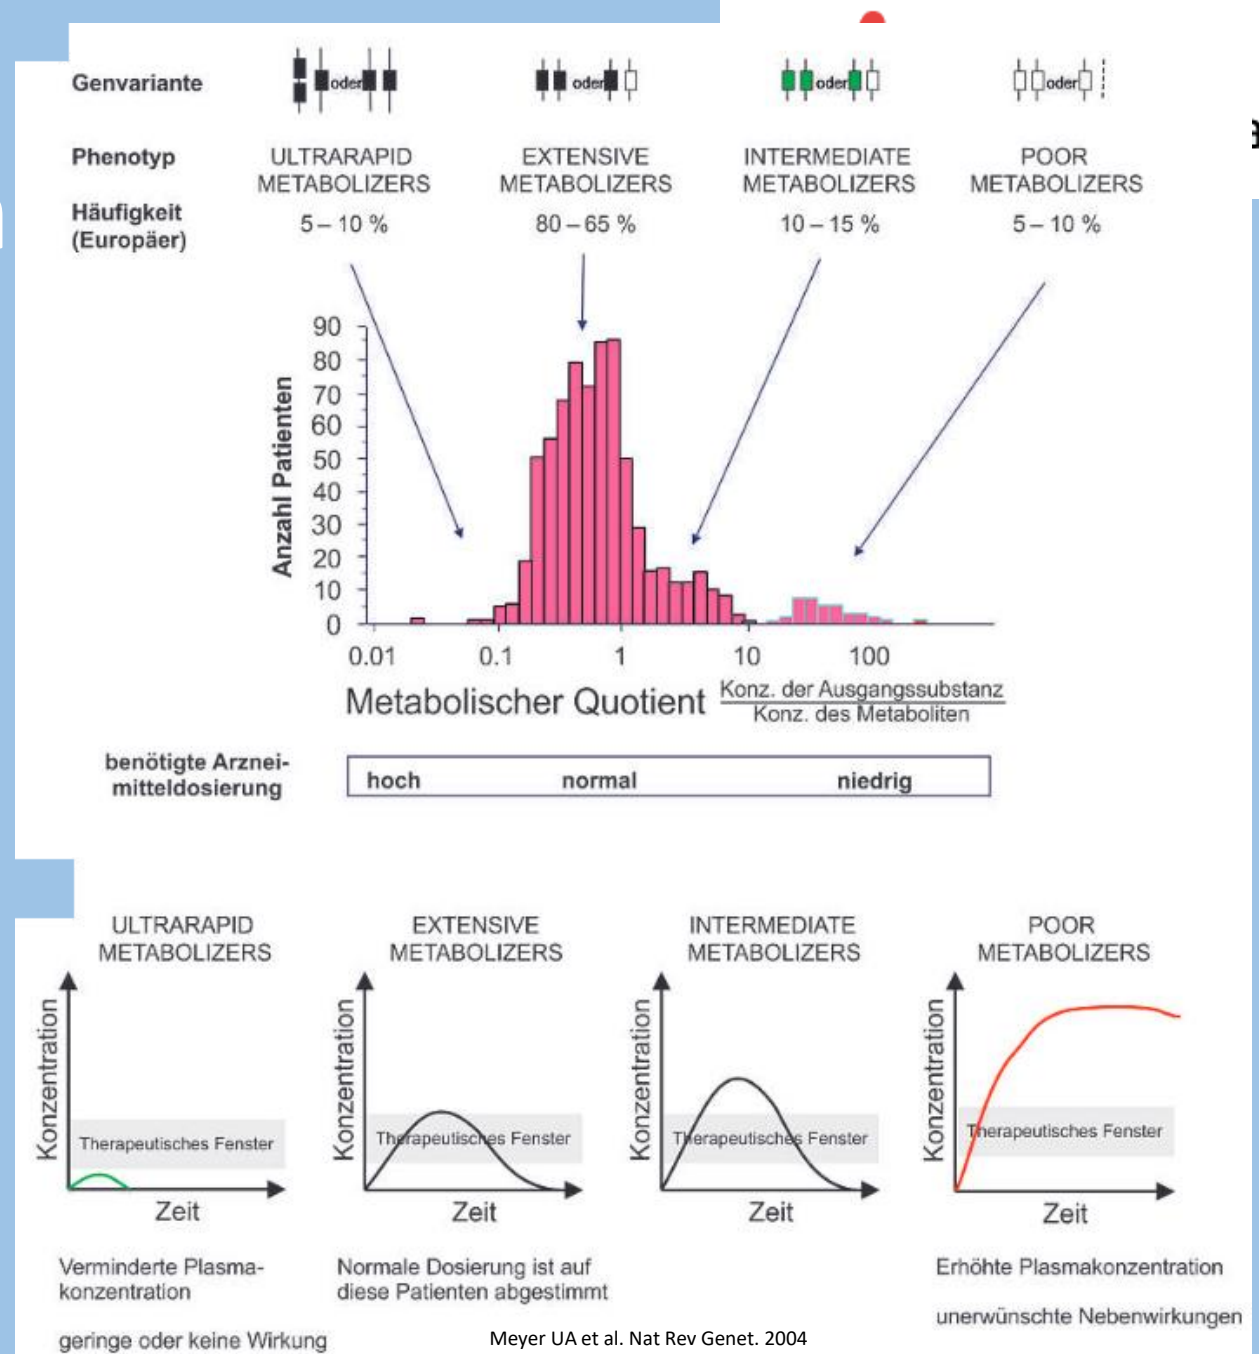 Genvariante
oder
oder
oder
oder
Phenotyp
ULTRARAPID
METABOLIZERS
EXTENSIVE
METABOLIZERS
INTERMEDIATE
METABOLIZERS
POOR
METABOLIZERS
Häufigkeit
(Europäer)
5 – 10 %
80 – 65 %
10 – 15 %
5 – 10 %
Anzahl Patienten
90
80
70
60
50
40
30
20
10
0
0.01
0.1
1
10
100
Metabolischer Quotient
Konz. der Ausgangssubstanz
Konz. des Metaboliten
benötigte Arznei-
mitteldosierung
hoch
normal
niedrig
ULTRARAPID
METABOLIZERS
Konzentration
Therapeutisches Fenster
Zeit
Verminderte Plasma-
konzentration
geringe oder keine Wirkung
EXTENSIVE
METABOLIZERS
Konzentration
Therapeutisches Fenster
Zeit
Normale Dosierung ist auf
diese Patienten abgestimmt
INTERMEDIATE
METABOLIZERS
Konzentration
Therapeutisches Fenster
Zeit
POOR
METABOLIZERS
Konzentration
Therapeutisches Fenster
Zeit
Erhöhte Plasmakonzentration
unerwünschte Nebenwirkungen
Meyer UA et al. Nat Rev Genet. 2004